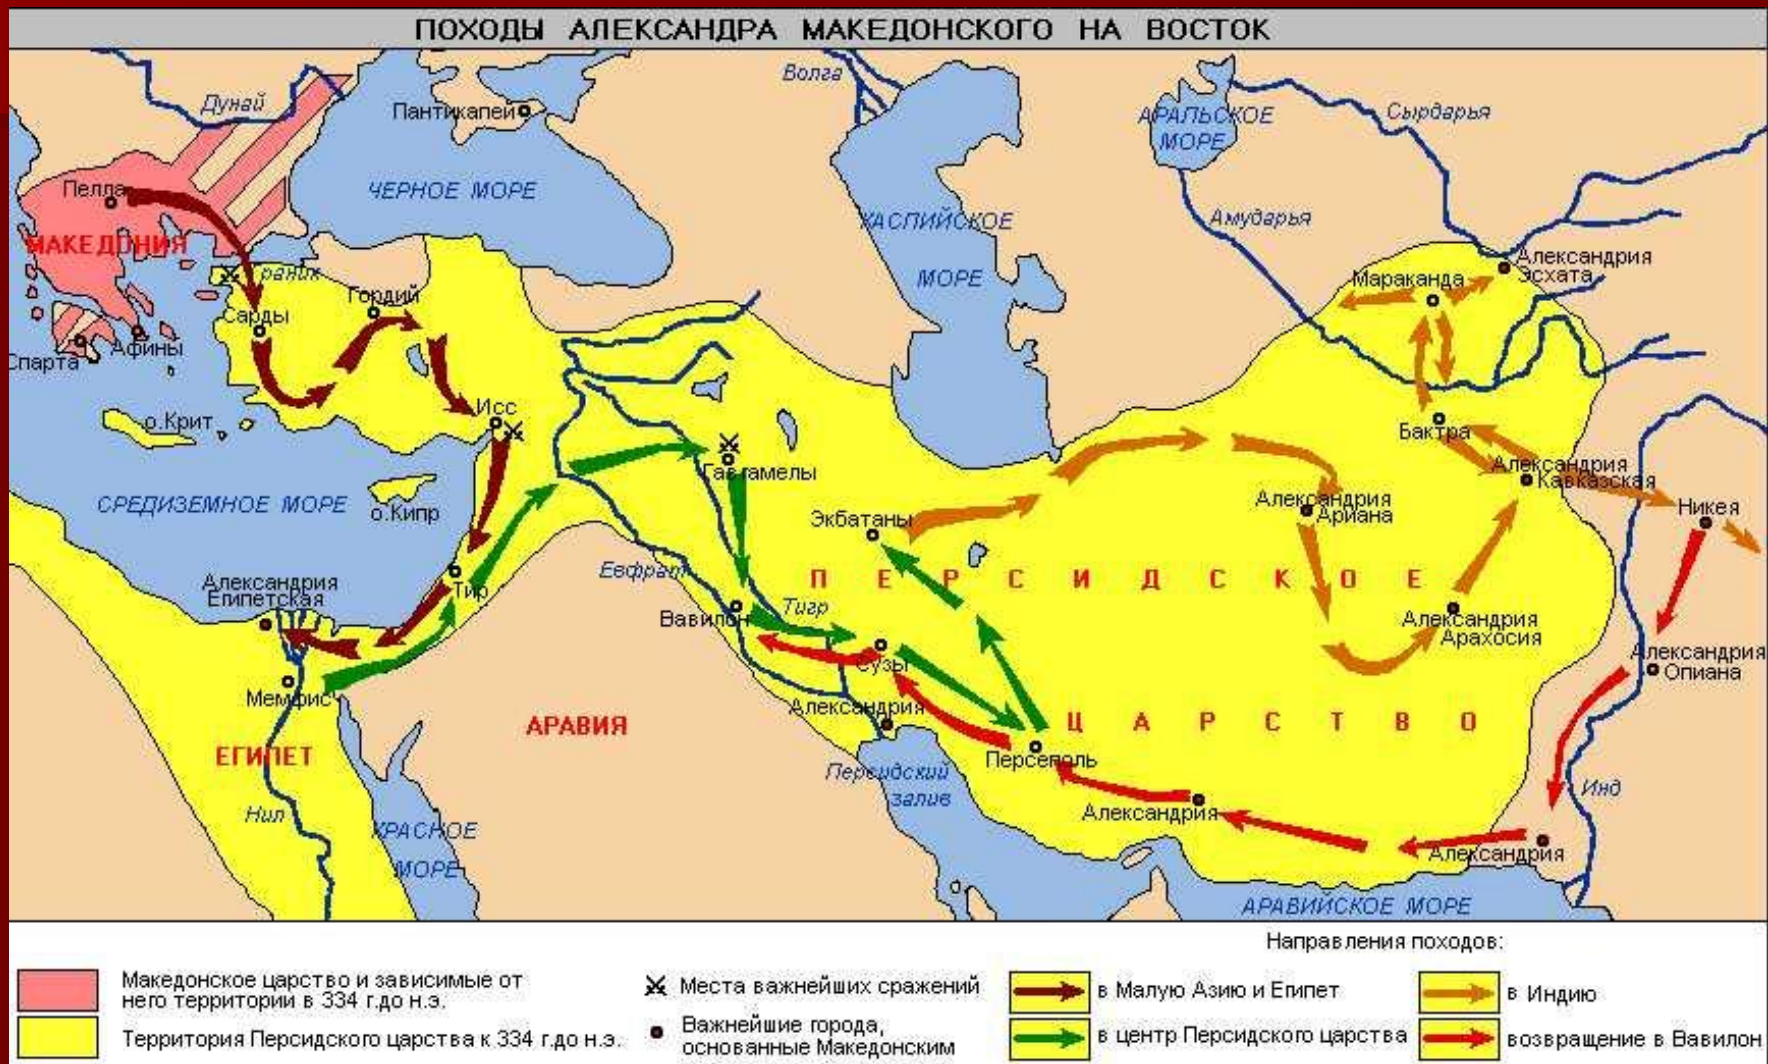 ПОХОДЫ АЛЕКСАНДРА МАКЕДОНСКОГО НА ВОСТОК
Дунай
Пантикапей
Волга
АРАЛЬСКОЕ
МОРЕ
Сырдарья
Пелла
ЧЕРНОЕ МОРЕ
КАСПИЙСКОЕ
МОРЕ
Амударья
МАКЕДОНИЯ
Граник
Гордий
Сарды
Мараканда
Александрия
Эсхата
Спарта
Афины
о.Крит
Исс
Бактра
Гавгамелы
Александрия
Кавказская
СРЕДИЗЕМНОЕ МОРЕ
о.Кипр
Экбатаны
Александрия
Ариана
Никея
Александрия
Египетская
Тир
Евфрат
Вавилон
Тигр
ПЕРСИДСКОЕ
Александрия
Арахосия
Сузы
Александрия
Опиана
Мемфис
АРАВИЯ
Александрия
ЦАРСТВО
ЕГИПЕТ
Персидский
залив
Персеполь
Нил
КРАСНОЕ
МОРЕ
Александрия
Инд
Александрия
АРАВИЙСКОЕ МОРЕ
Направления походов:
Македонское царство и зависимые от
него территории в 334 г.до н.э.
Территория Персидского царства к 334 г.до н.э.
Места важнейших сражений
Важнейшие города,
основанные Македонским
в Малую Азию и Египет
в центр Персидского царства
в Индию
возвращение в Вавилон